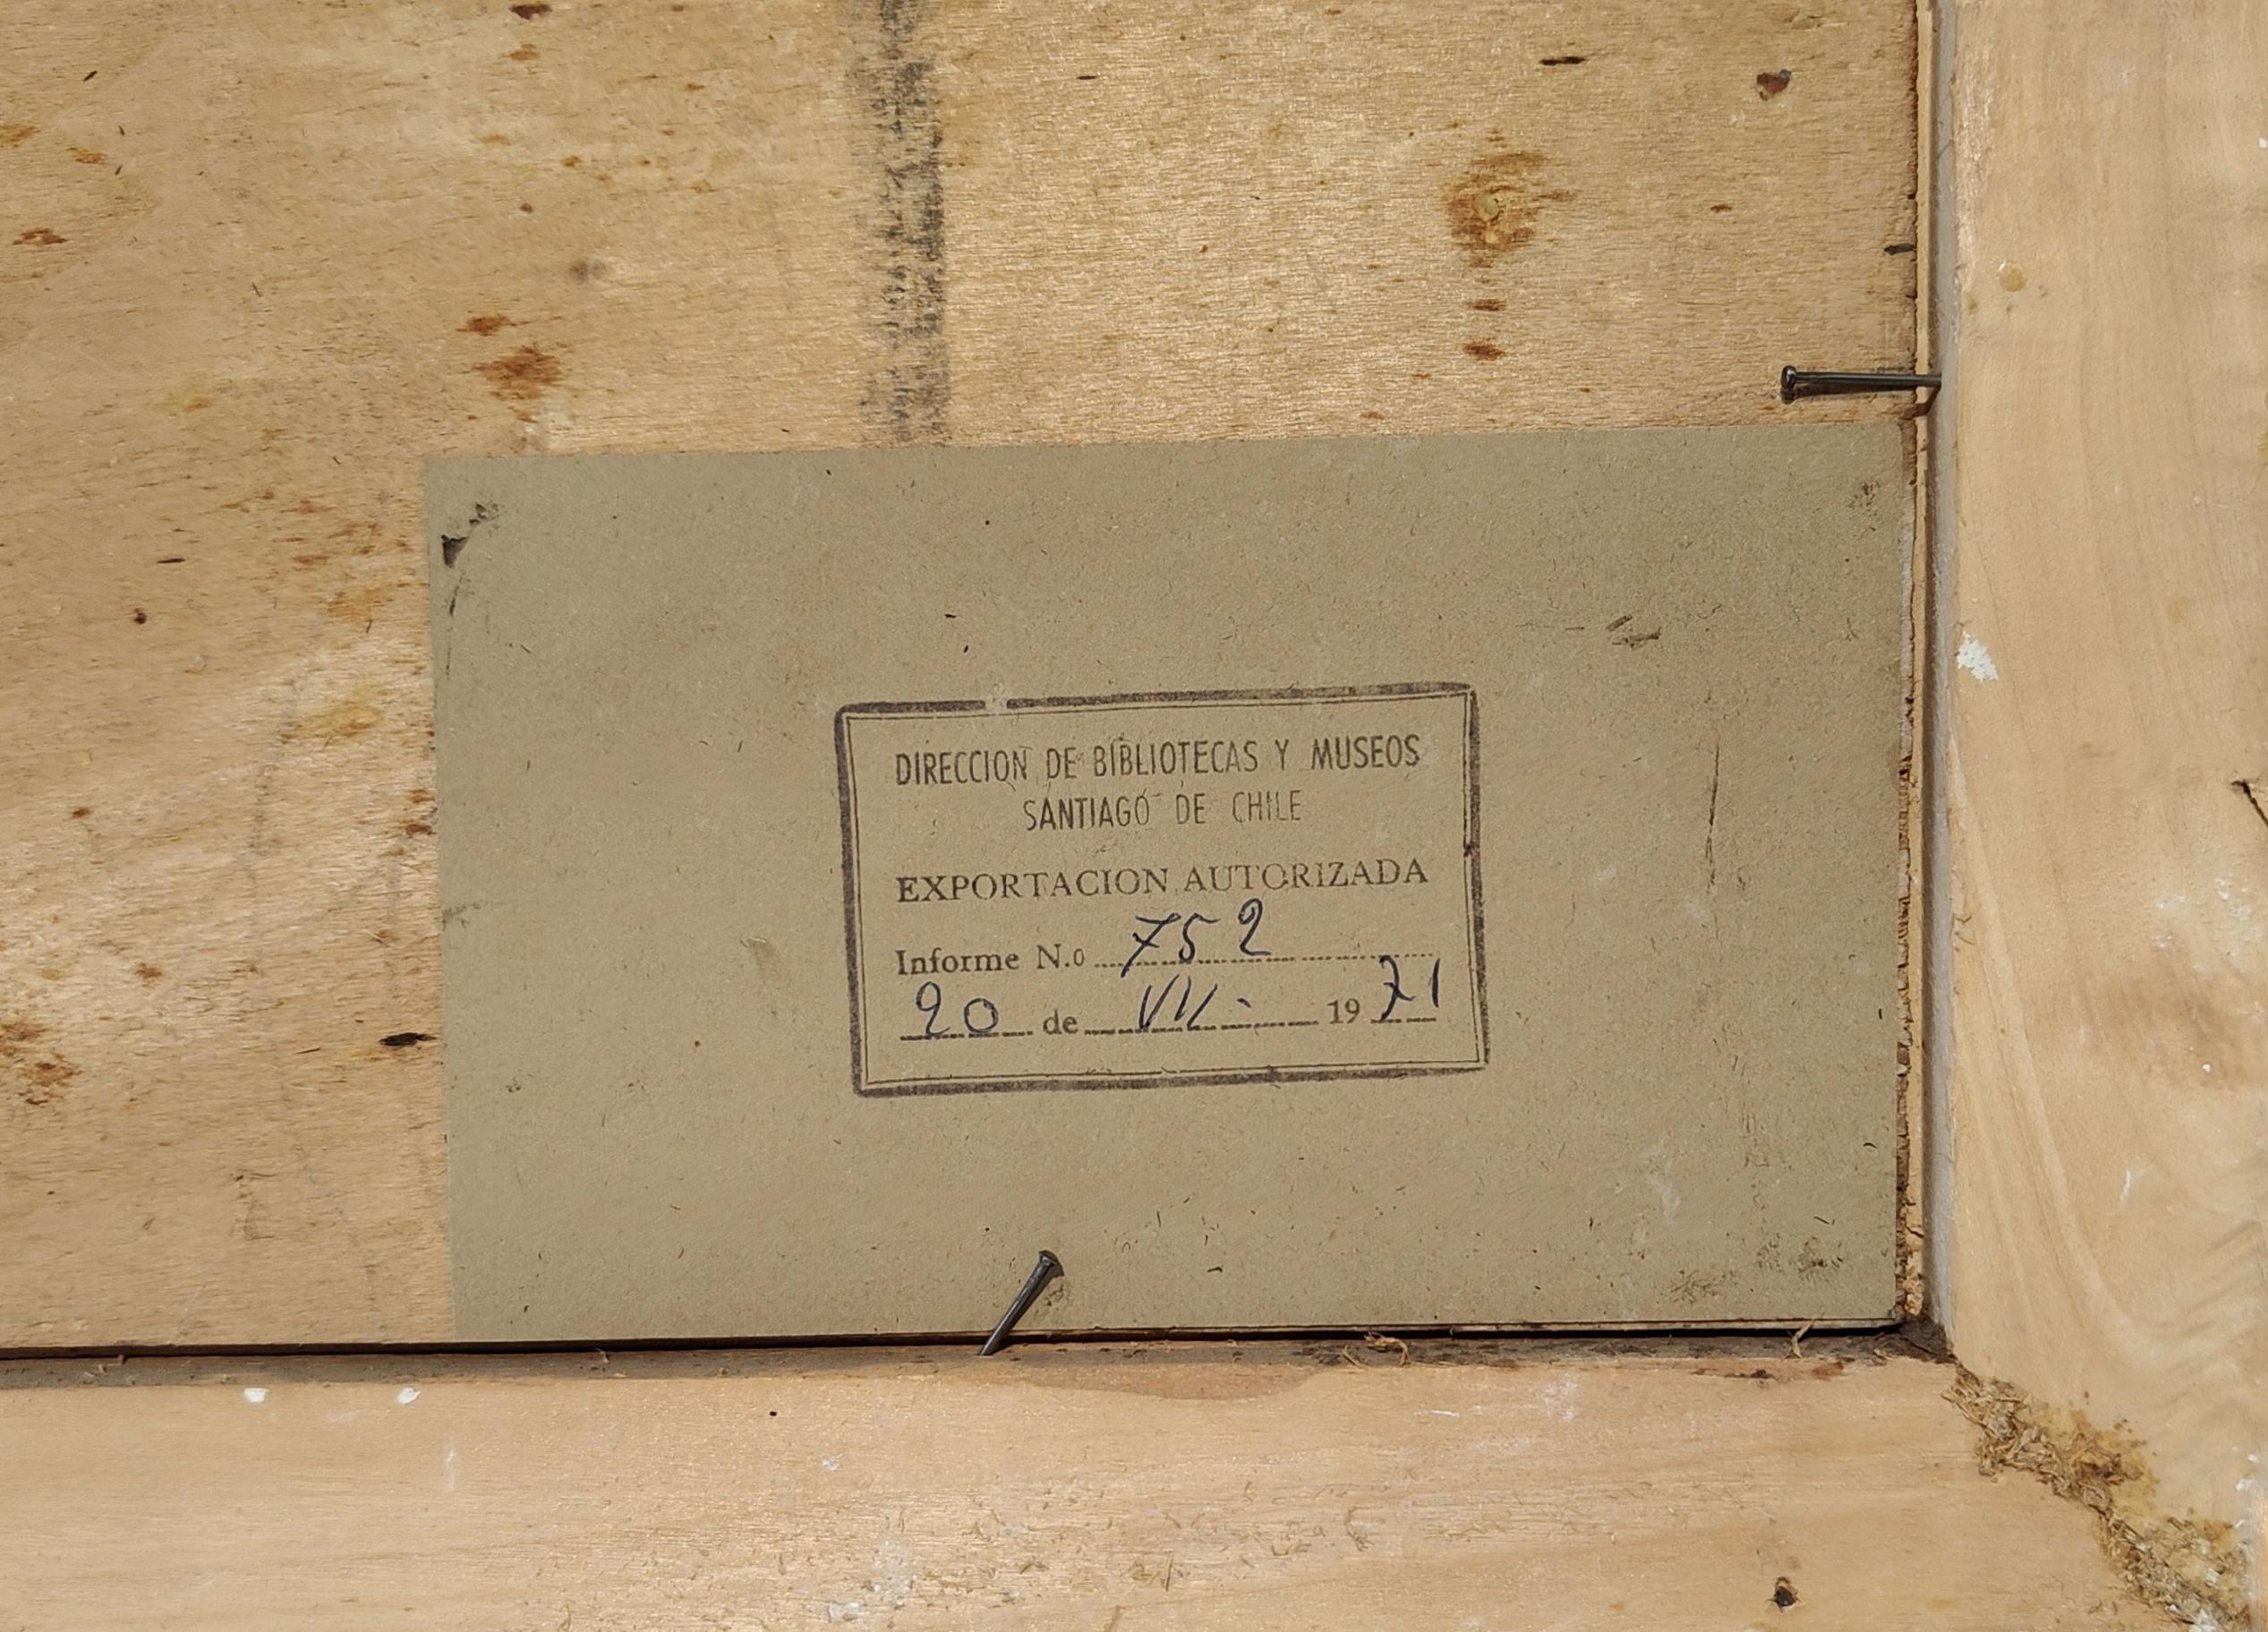 DIRECCION DE BIBLIOTECAS Y MUSEOS
SANTIAGO DE CHILE
EXPORTACION AUTORIZADA
Informe N.o 752
20 de VII - 1971